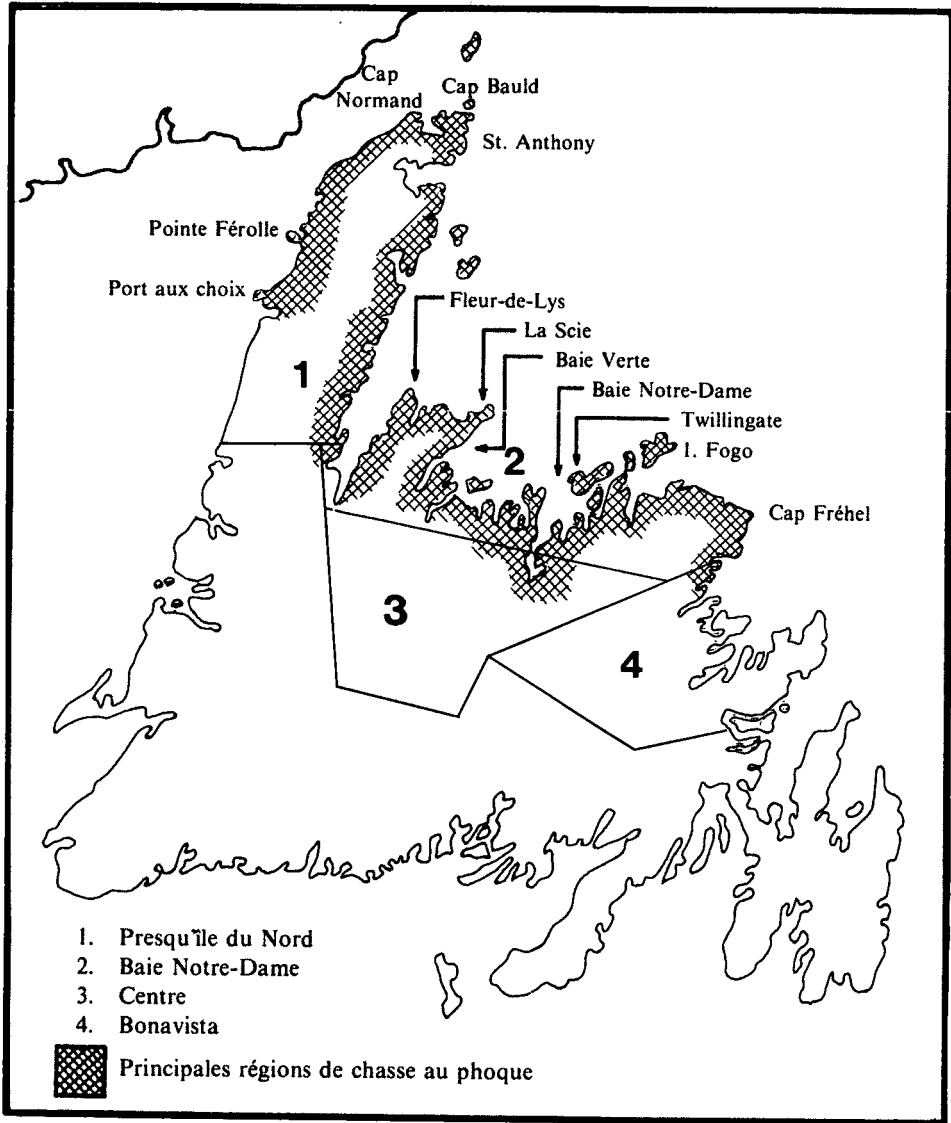 Cap
Normand
Cap Bauld
St. Anthony
Pointe Férolle
Port aux choix
Fleur-de-Lys
La Scie
Baie Verte
Baie Notre-Dame
Twillingate
1. Fogo
Cap Fréhel
1
2
3
4
1. Presqu'île du Nord
2. Baie Notre-Dame
3. Centre
4. Bonavista
Principales régions de chasse au phoque